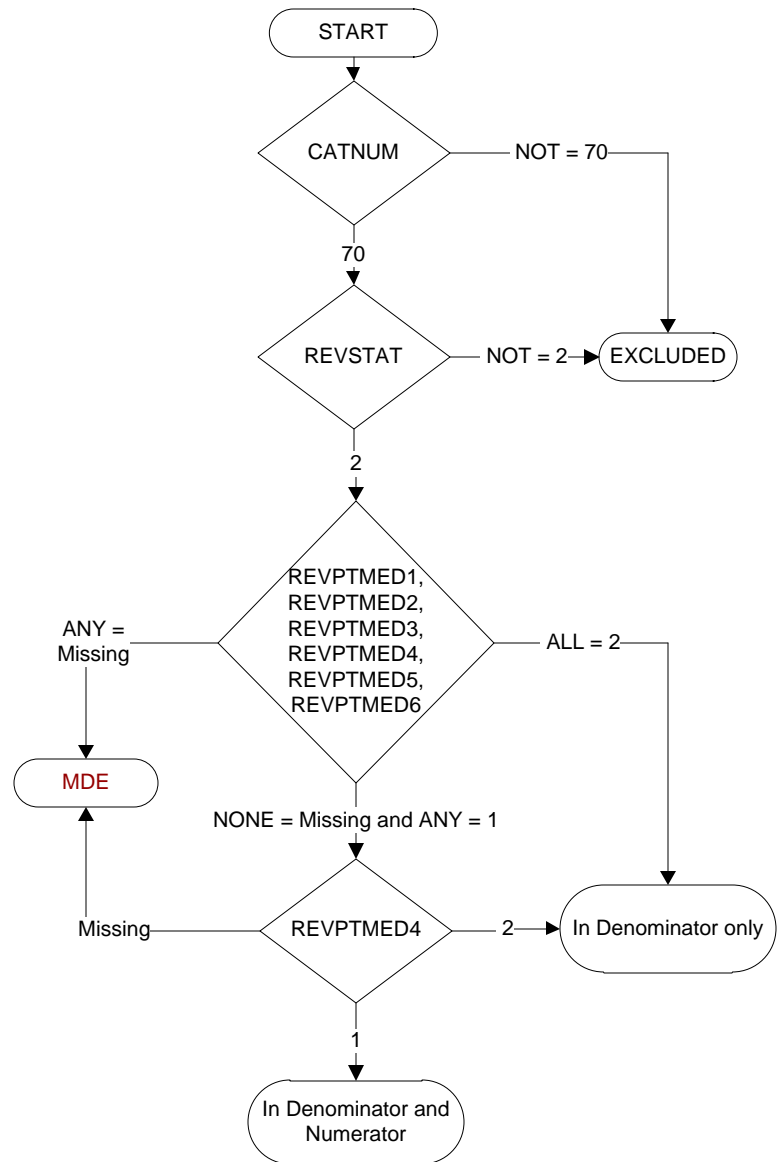 START
CATNUM
NOT = 70
70
REVSTAT
NOT = 2
EXCLUDED
2
REVPTMED1,
REVPTMED2,
REVPTMED3,
REVPTMED4,
REVPTMED5,
REVPTMED6
ANY =
Missing
ALL = 2
MDE
NONE = Missing and ANY = 1
REVPTMED4
Missing
2
In Denominator only
1
In Denominator and
Numerator